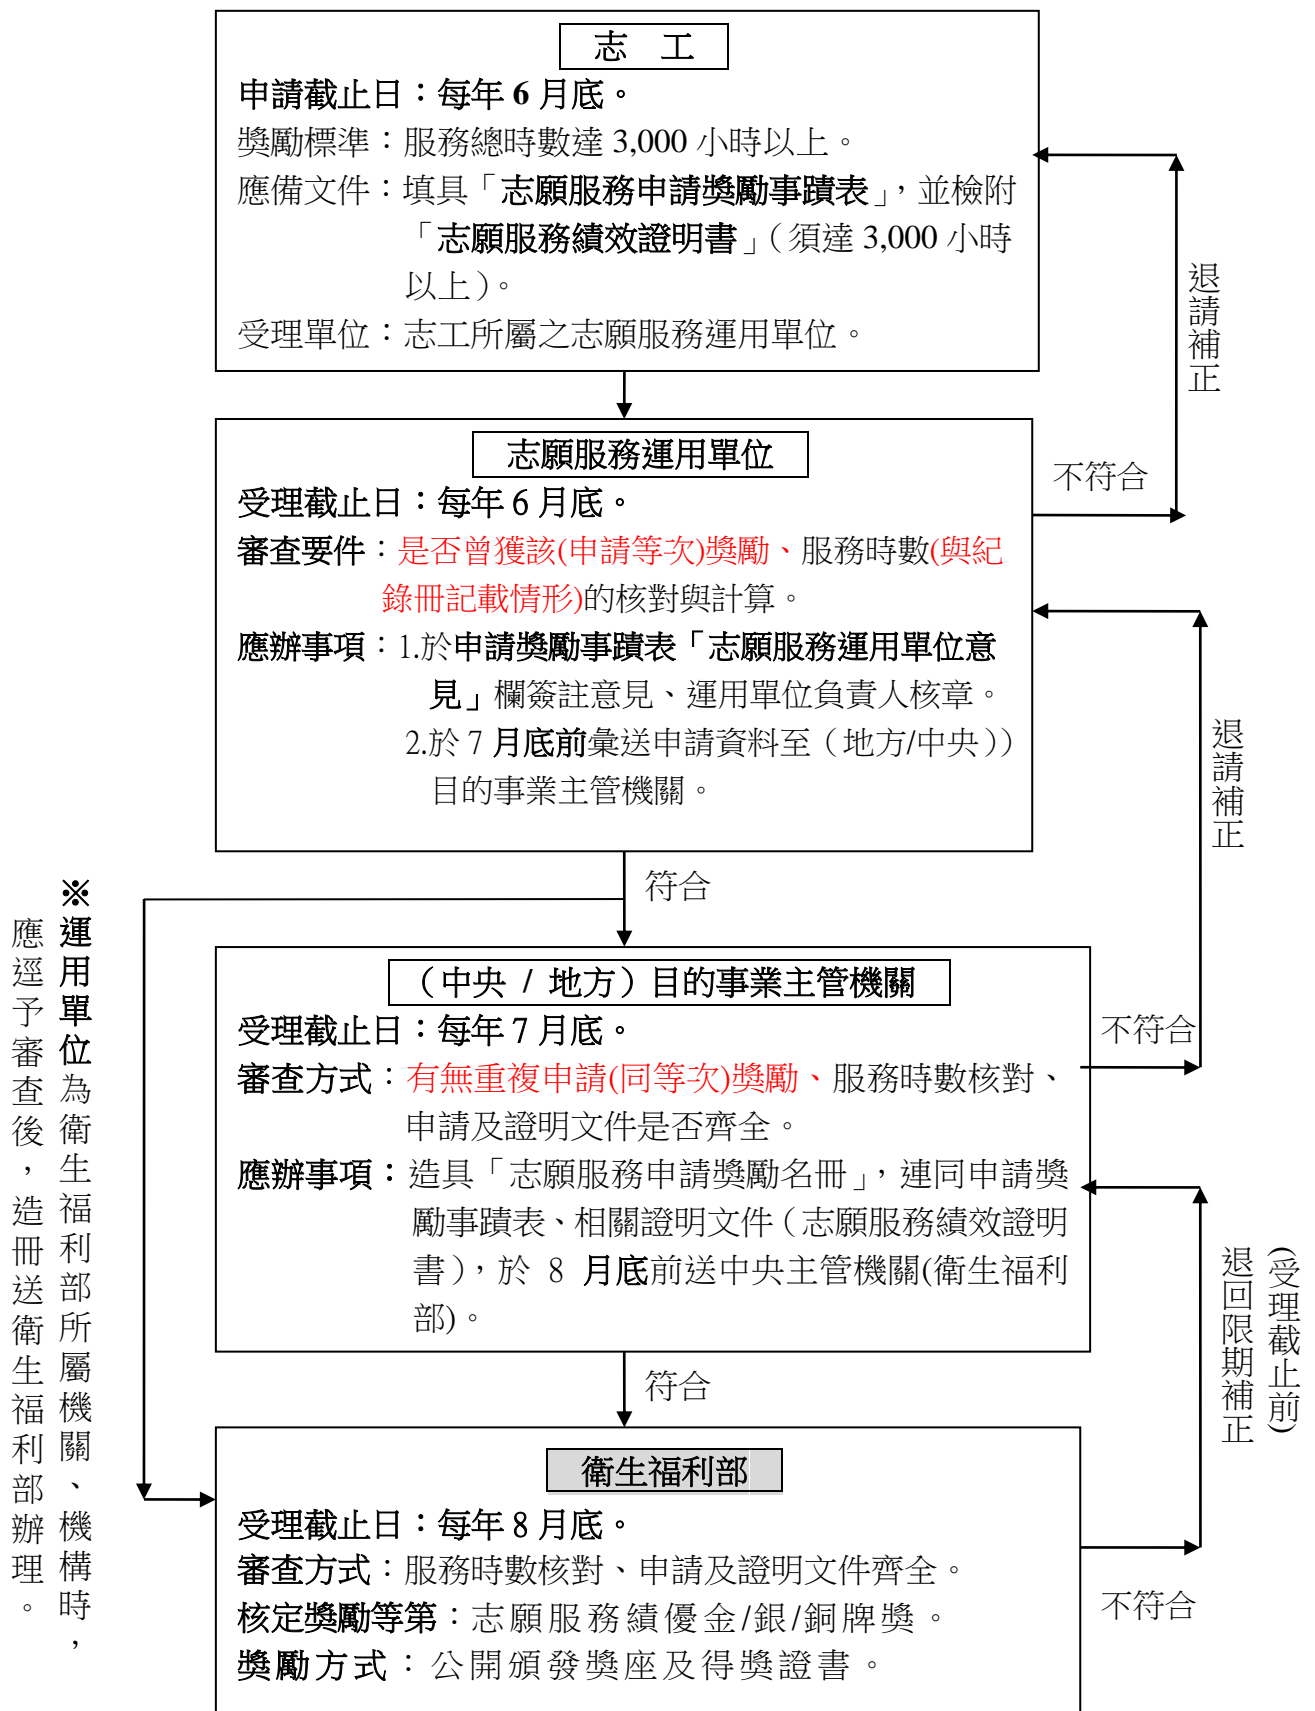 志 工
申請截止日：每年 6 月底。
獎勵標準：服務總時數達 3,000 小時以上。
應備文件：填具「志願服務申請獎勵事蹟表」，並檢附
「志願服務績效證明書」（須達 3,000 小時
以上）。
受理單位：志工所屬之志願服務運用單位。
退請補正
志願服務運用單位
受理截止日：每年 6 月底。
審查要件：是否曾獲該(申請等次)獎勵、服務時數(與紀
錄冊記載情形)的核對與計算。
應辦事項：1.於申請獎勵事蹟表「志願服務運用單位意
見」欄簽註意見、運用單位負責人核章。
2.於 7 月底前彙送申請資料至（地方/中央））
目的事業主管機關。
不符合
退請補正
符合
※運用單位為衛生福利部所屬機關、機構時，
應逕予審查後，造冊送衛生福利部辦理。
（中央 / 地方）目的事業主管機關
受理截止日：每年 7 月底。
審查方式：有無重複申請(同等次)獎勵、服務時數核對、
申請及證明文件是否齊全。
應辦事項：造具「志願服務申請獎勵名冊」，連同申請獎
勵事蹟表、相關證明文件（志願服務績效證明
書），於 8 月底前送中央主管機關(衛生福利
部)。
不符合
(受理截止前)
退回限期補正
符合
衛生福利部
受理截止日：每年 8 月底。
審查方式：服務時數核對、申請及證明文件齊全。
核定獎勵等第：志願服務績優金/銀/銅牌獎。
獎勵方式：公開頒發獎座及得獎證書。
不符合